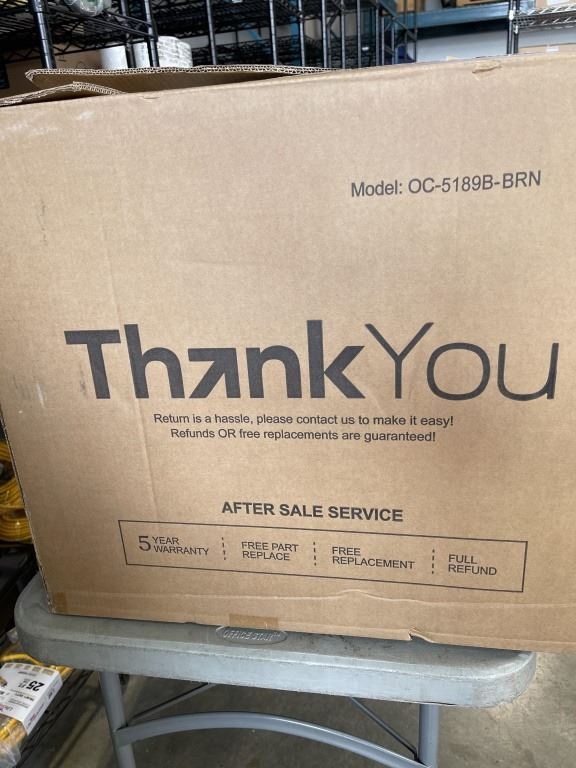 Model: OC-5189B-BRN
ThankYou
Return is a hassle, please contact us to make it easy!
Refunds OR free replacements are guaranteed!
AFTER SALE SERVICE
5 YEAR WARRANTY
FREE PART REPLACE
FREE REPLACEMENT
FULL REFUND
OFFICE STAR
25